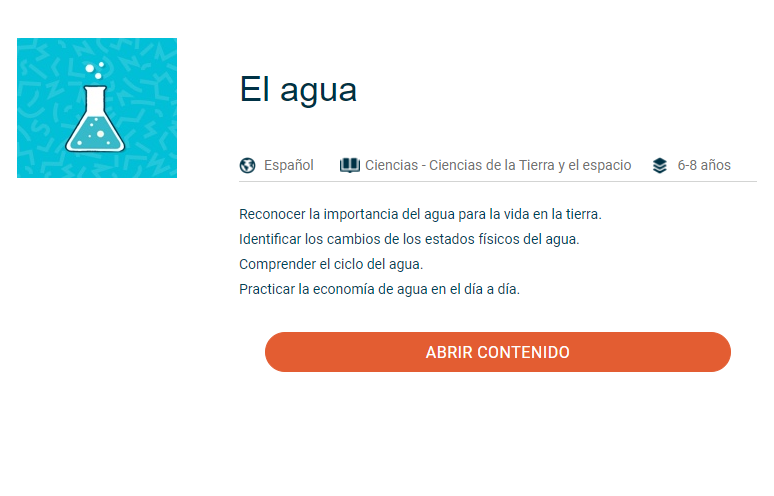 El agua
Español
Ciencias - Ciencias de la Tierra y el espacio
6-8 años
Reconocer la importancia del agua para la vida en la tierra.
Identificar los cambios de los estados físicos del agua.
Comprender el ciclo del agua.
Practicar la economía de agua en el día a día.
ABRIR CONTENIDO